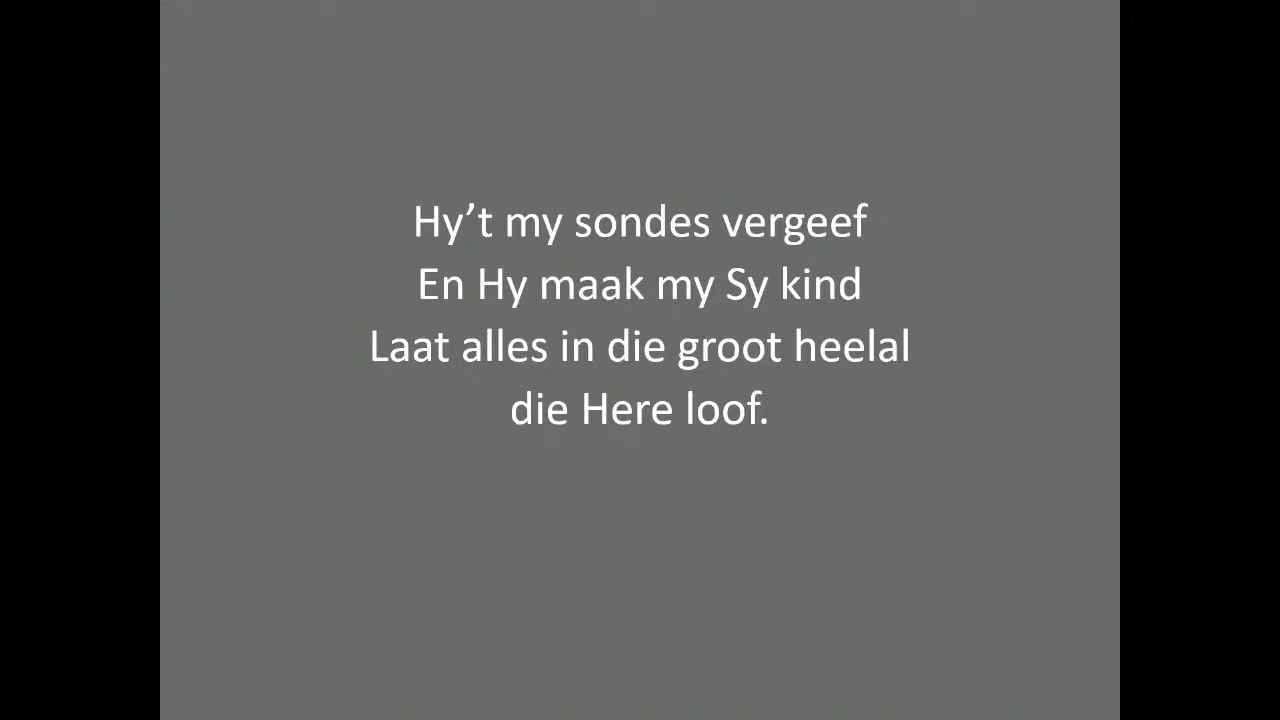 Hy’t my sondes vergeef
En Hy maak my Sy kind
Laat alles in die groot heelal
die Here loof.